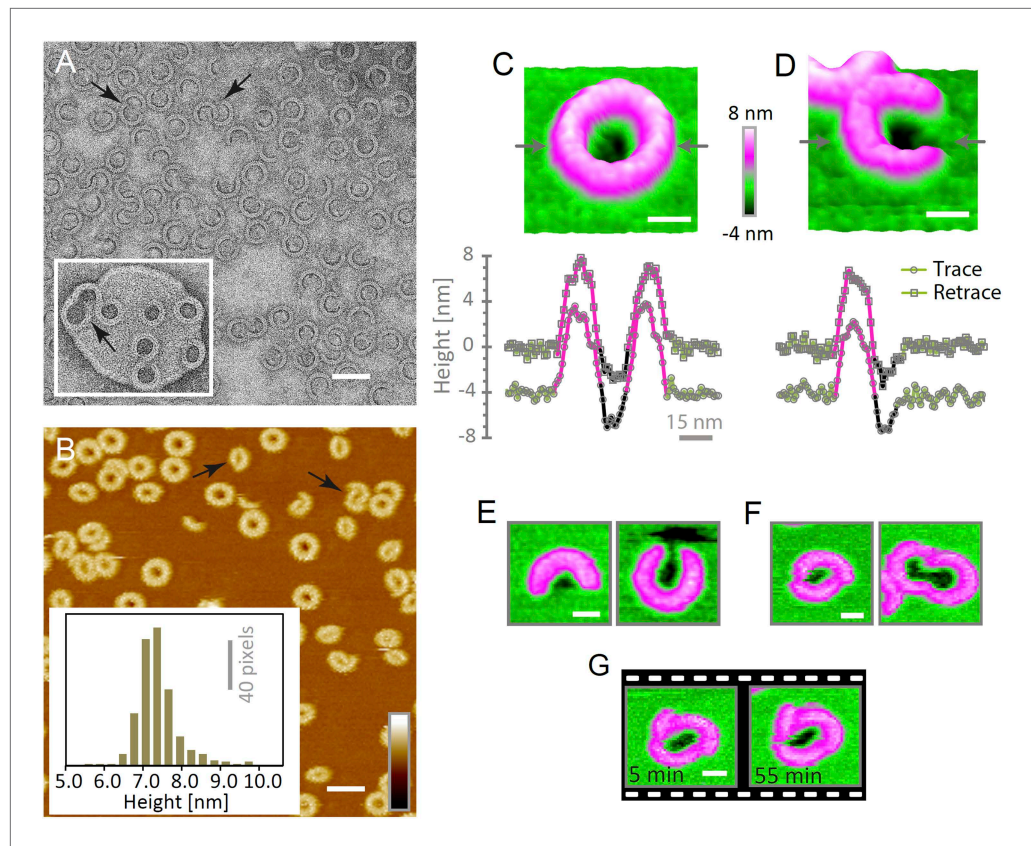 A
B
40 pixels
5.0 6.0 7.0 8.0 9.0 10.0
Height [nm]
C
D
8 nm
-4 nm
Height [nm]
8
4
0
-4
-8
15 nm
Trace
Retrace
E
F
G
5 min
55 min